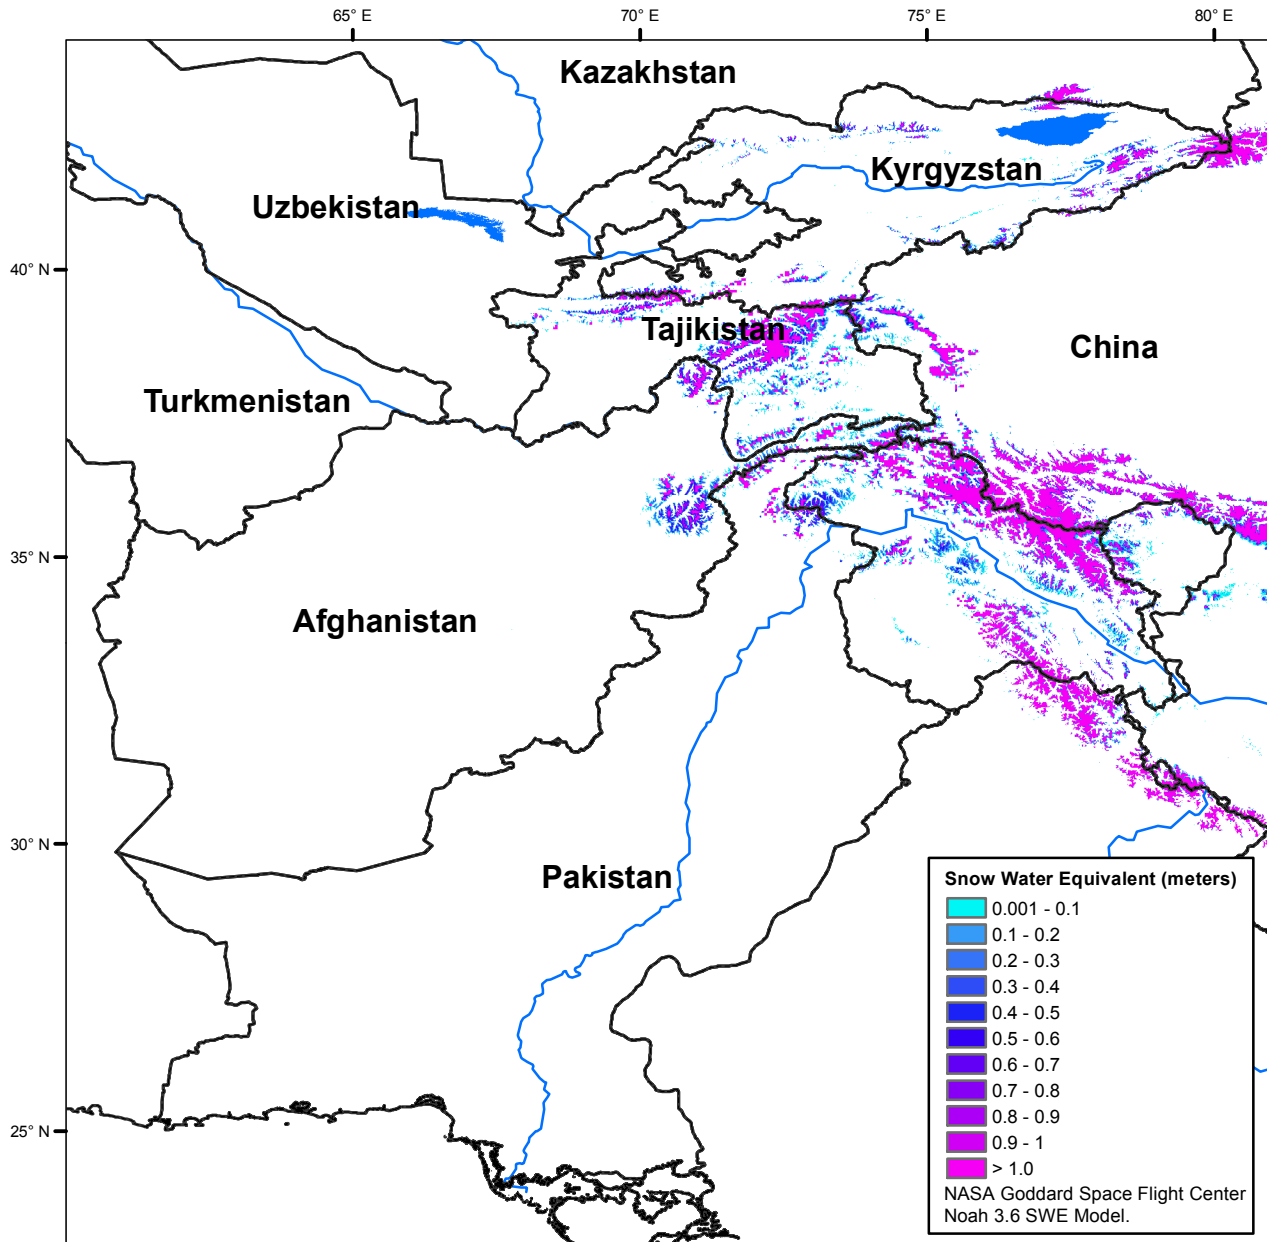 65° E
70° E
75° E
80° E
Kazakhstan
Kyrgyzstan
Uzbekistan
40° N
Tajikistan
China
Turkmenistan
35° N
Afghanistan
30° N
Pakistan
25° N
Snow Water Equivalent (meters)
0.001 - 0.1
0.1 - 0.2
0.2 - 0.3
0.3 - 0.4
0.4 - 0.5
0.5 - 0.6
0.6 - 0.7
0.7 - 0.8
0.8 - 0.9
0.9 - 1
> 1.0
NASA Goddard Space Flight Center
Noah 3.6 SWE Model.